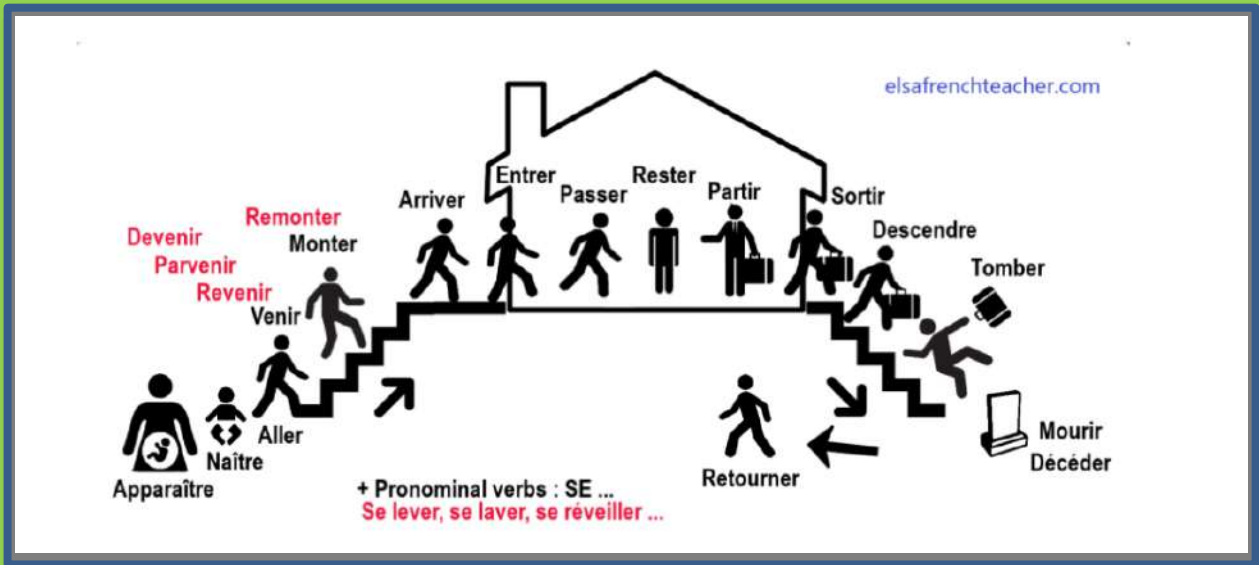 elsafrenchteacher.com
Entrer
Passer
Rester
Partir
Sortir
Arriver
Remonter
Monter
Devenir
Parvenir
Revenir
Venir
Descendre
Tomber
Apparaître
Naître
Aller
Retourner
Mourir
Décéder
+ Pronominal verbs : SE ...
Se lever, se laver, se réveiller ...